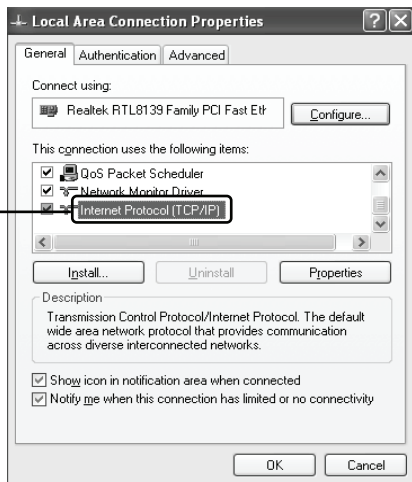 Local Area Connection Properties
General Authentication Advanced
Connect using:
Realtek RTL8139 Family PCI Fast Eth
Configure...
This connection uses the following items:
QoS Packet Scheduler
Network Monitor Driver
Internet Protocol (TCP/IP)
Install... Uninstall Properties
Description
Transmission Control Protocol/Internet Protocol. The default
wide area network protocol that provides communication
across diverse interconnected networks.
Show icon in notification area when connected
Notify me when this connection has limited or no connectivity
OK Cancel